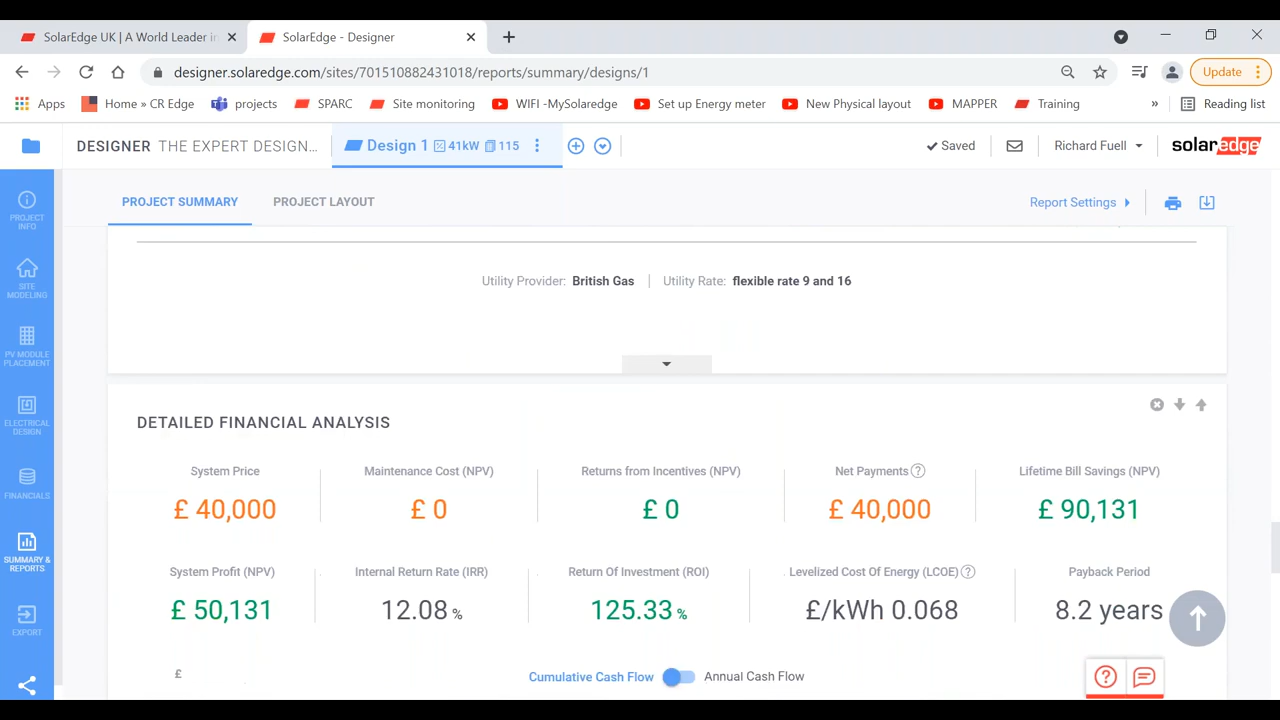 SolarEdge UK | A World Leader in
SolarEdge - Designer
designer.solaredge.com/sites/701510882431018/reports/summary/designs/1
Update
Apps
Home » CR Edge
projects
SPARC
Site monitoring
WIFI -MySolaredge
Set up Energy meter
New Physical layout
MAPPER
Training
»
Reading list
DESIGNER THE EXPERT DESIGN...
Design 1 41kW 115
Saved
Richard Fuell
solaredge
PROJECT INFO
SITE MODELING
PV MODULE PLACEMENT
ELECTRICAL DESIGN
FINANCIALS
SUMMARY & REPORTS
EXPORT
PROJECT SUMMARY
PROJECT LAYOUT
Report Settings
Utility Provider: British Gas
Utility Rate: flexible rate 9 and 16
DETAILED FINANCIAL ANALYSIS
System Price
£ 40,000
Maintenance Cost (NPV)
£ 0
Returns from Incentives (NPV)
£ 0
Net Payments
£ 40,000
Lifetime Bill Savings (NPV)
£ 90,131
System Profit (NPV)
£ 50,131
Internal Return Rate (IRR)
12.08 %
Return Of Investment (ROI)
125.33 %
Levelized Cost Of Energy (LCOE)
£/kWh 0.068
Payback Period
8.2 years
£
Cumulative Cash Flow
Annual Cash Flow